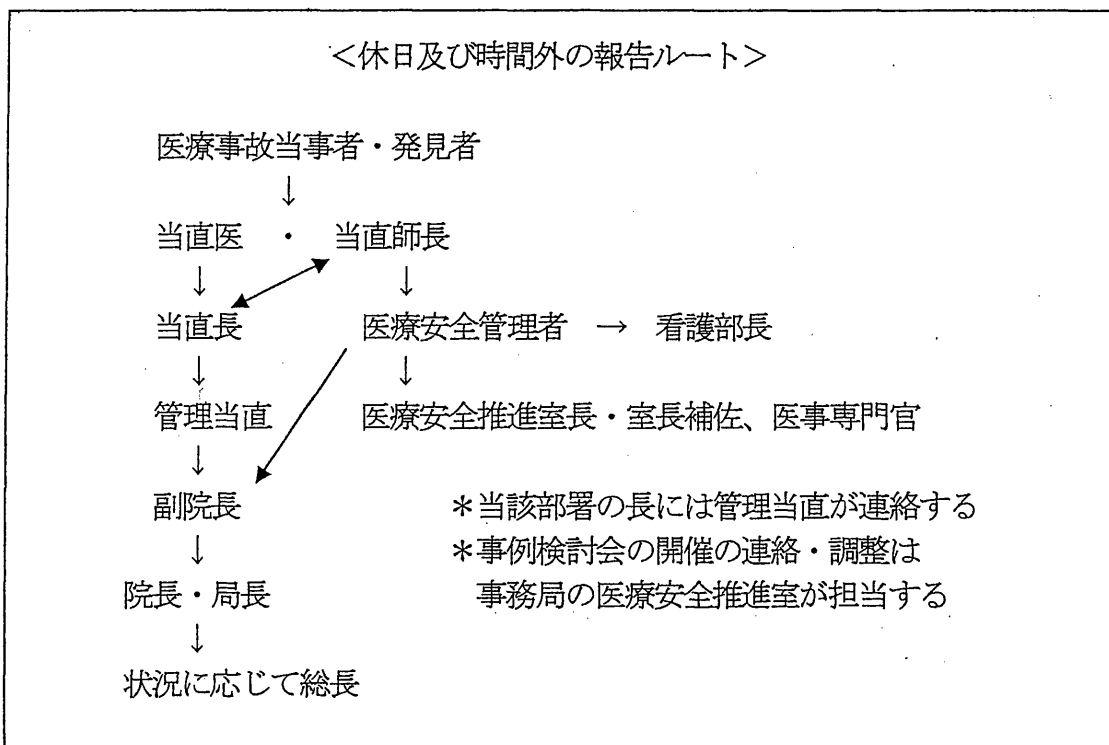 <休日及び時間外の報告ルート>
医療事故当事者・発見者
↓
当直医 ・ 当直師長
↓ ↓
当直長 医療安全管理者 → 看護部長
↓ ↓
管理当直 医療安全推進室長・室長補佐、医事専門官
↓
副院長 *当該部署の長には管理当直が連絡する
↓ *事例検討会の開催の連絡・調整は
院長・局長 事務局の医療安全推進室が担当する
↓
状況に応じて総長